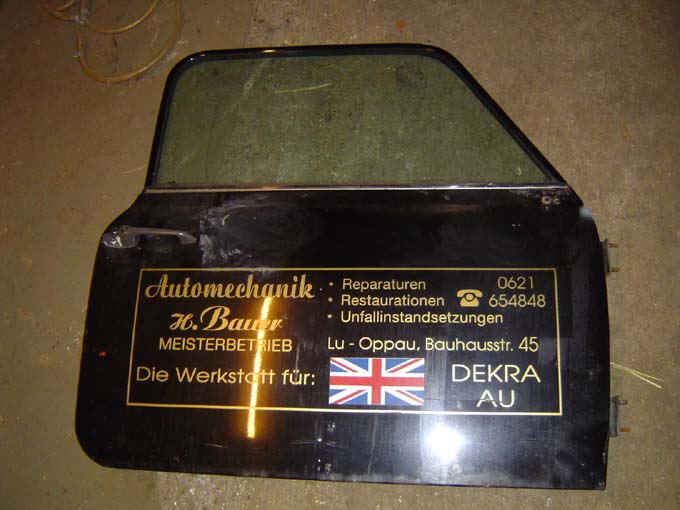 Automechanik
H. Bauer
MEISTERBETRIEB
* Reparaturen
* Restaurationen
* Unfallinstandsetzungen
0621
☎ 654848
Lu - Oppau, Bauhausstr. 45
Die Werkstatt für:
DEKRA
AU